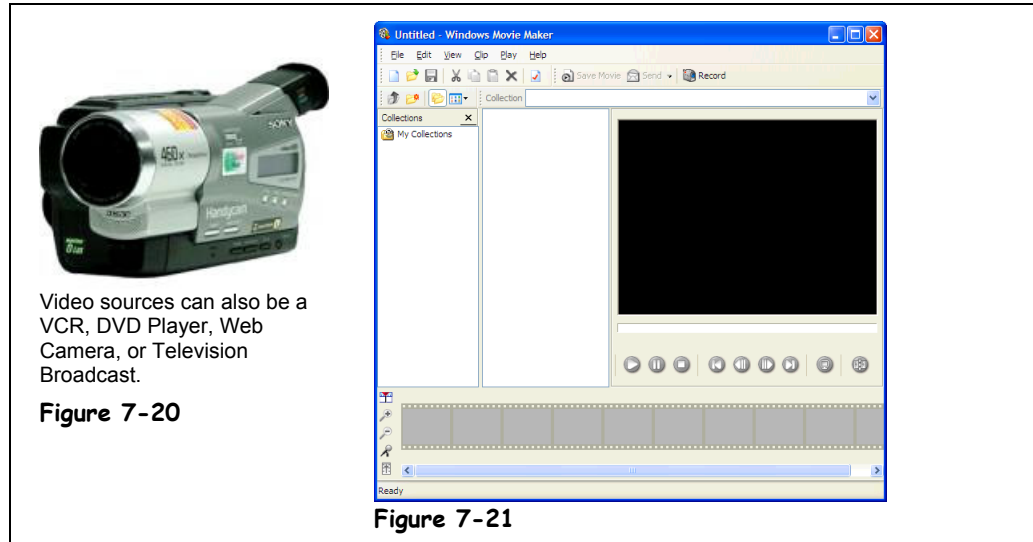 SONY
460x
Handycam
Video sources can also be a
VCR, DVD Player, Web
Camera, or Television
Broadcast.
Figure 7-20
Untitled - Windows Movie Maker
File Edit View Clip Play Help
Save Movie Send Record
Collection
Collections
My Collections
Ready
Figure 7-21